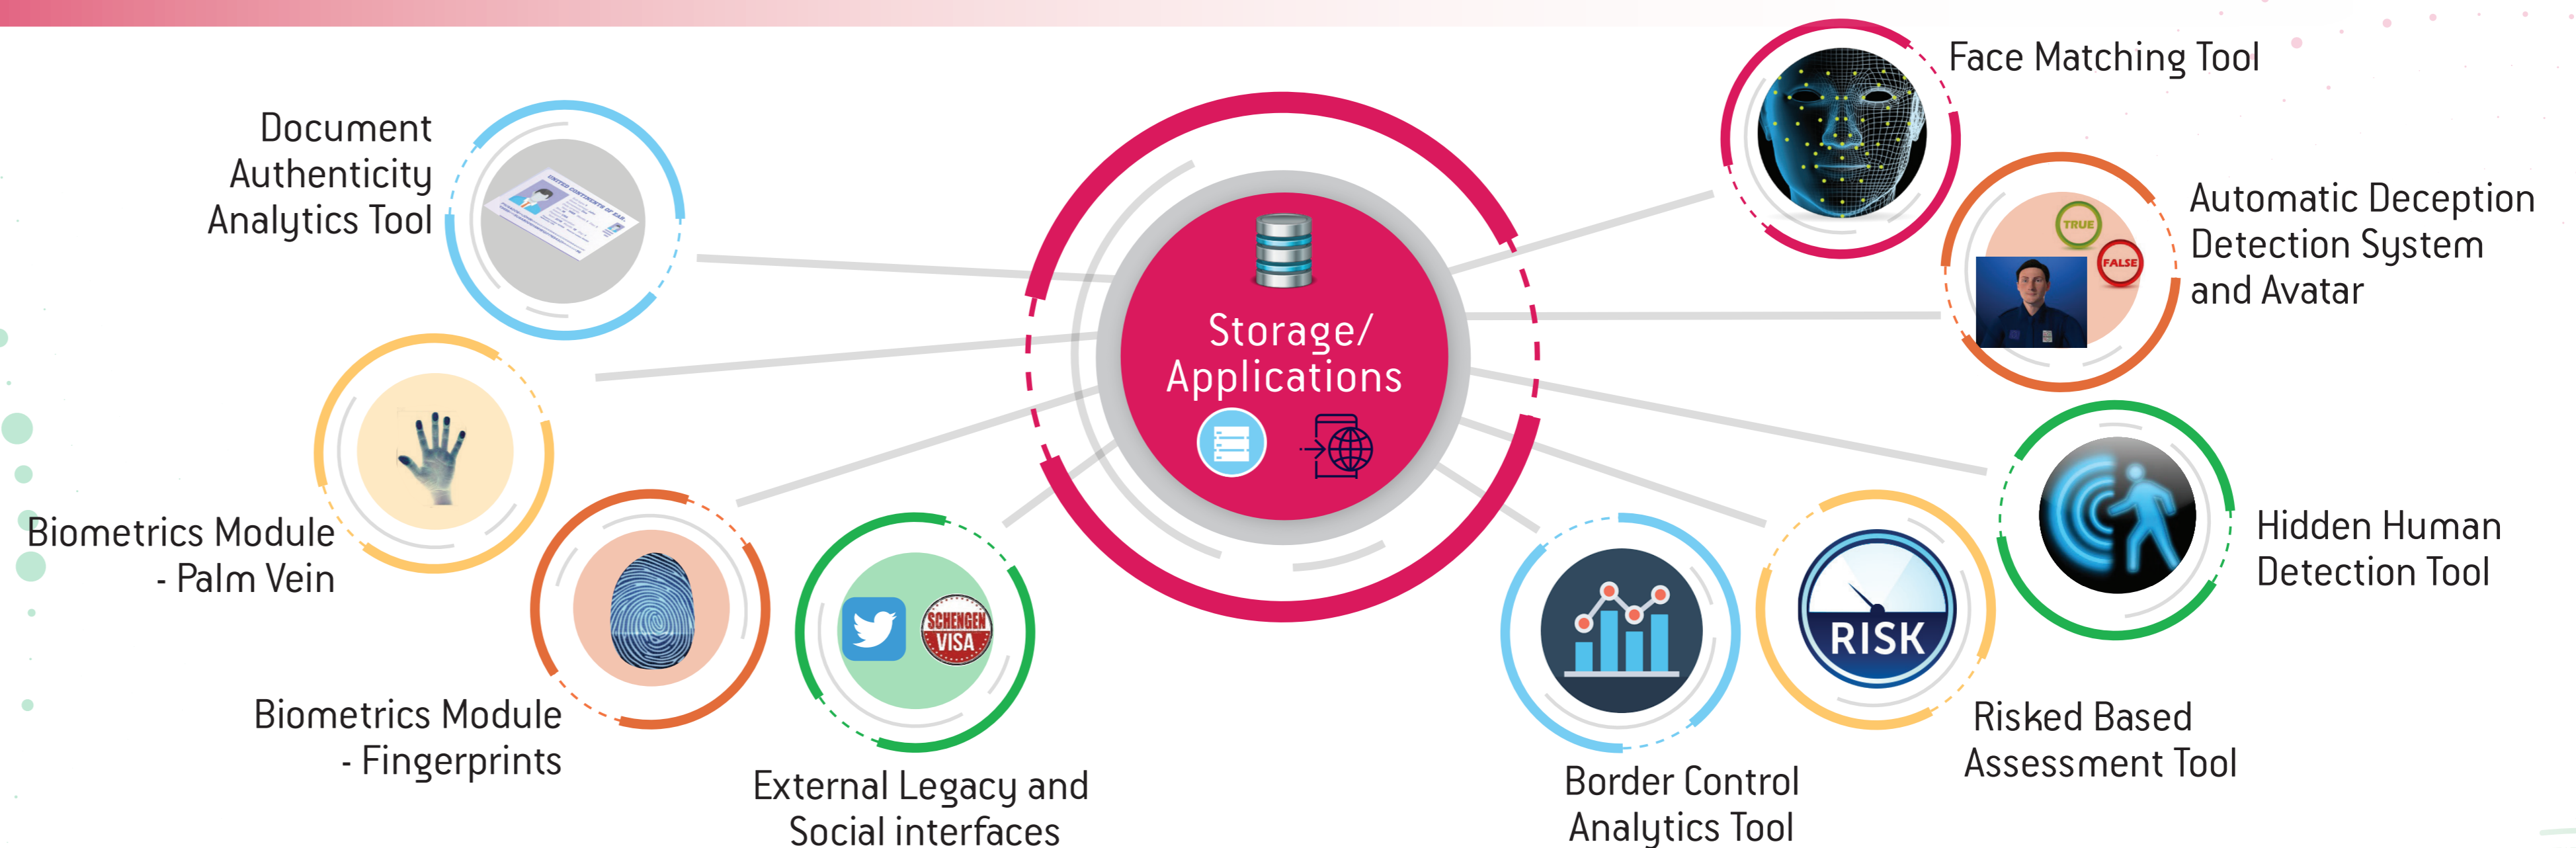 Document
Authenticity
Analytics Tool
Biometrics Module
- Palm Vein
Biometrics Module
- Fingerprints
SCHENGEN
VISA
External Legacy and
Social interfaces
Storage/
Applications
Face Matching Tool
TRUE
FALSE
Automatic Deception
Detection System
and Avatar
Hidden Human
Detection Tool
RISK
Risked Based
Assessment Tool
Border Control
Analytics Tool